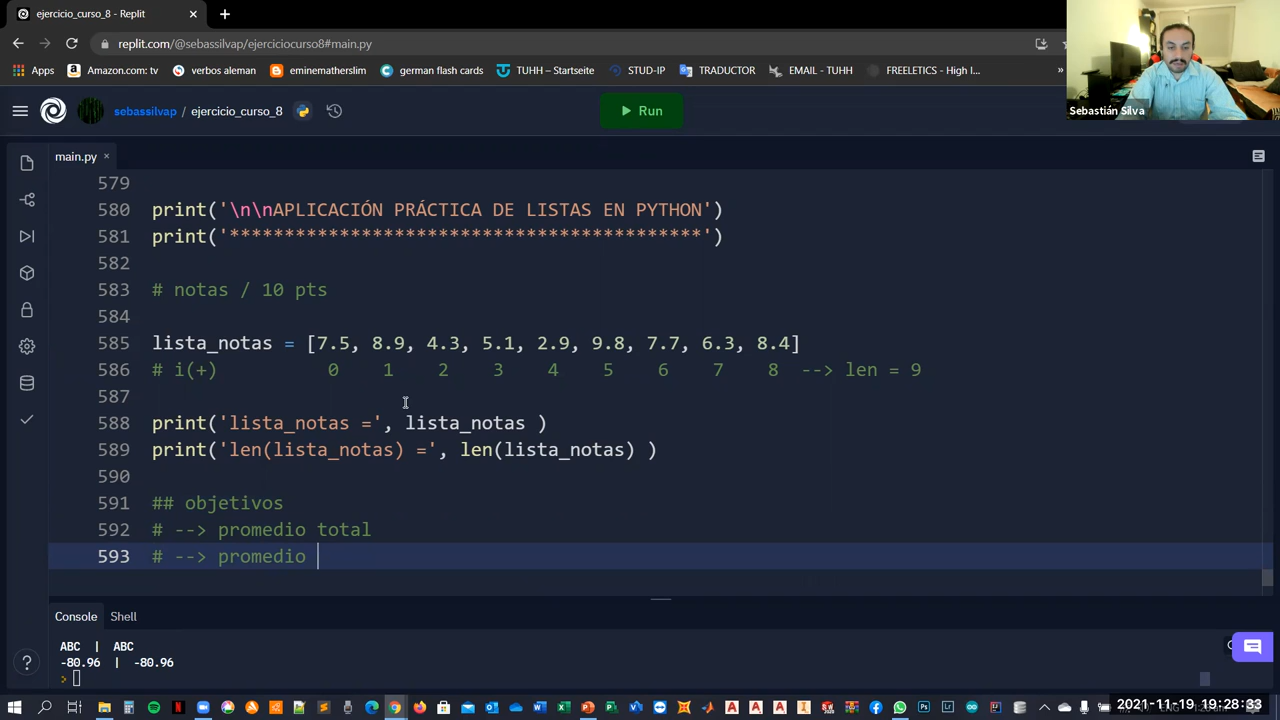 ejercicio_curso_8 - Replit
replit.com/@sebassilvap/ejerciciocurso8#main.py
Apps Amazon.com: tv verbos aleman eminemathslim german flash cards TUHH – Startseite STUD-IP TRADUCTOR EMAIL - TUHH FREELETICS - High I... »
Sebastián Silva
sebassilvap / ejercicio_curso_8
Run
main.py
579
580 print('\n\nAPLICACIÓN PRÁCTICA DE LISTAS EN PYTHON')
581 print('*******************************************')
582
583 # notas / 10 pts
584
585 lista_notas = [7.5, 8.9, 4.3, 5.1, 2.9, 9.8, 7.7, 6.3, 8.4]
586 # i(+) 0 1 2 3 4 5 6 7 8 --> len = 9
587
588 print('lista_notas =', lista_notas )
589 print('len(lista_notas) =', len(lista_notas) )
590
591 ## objetivos
592 # --> promedio total
593 # --> promedio
Console Shell
ABC | ABC
-80.96 | -80.96
>
2021-11-19 19:28:33